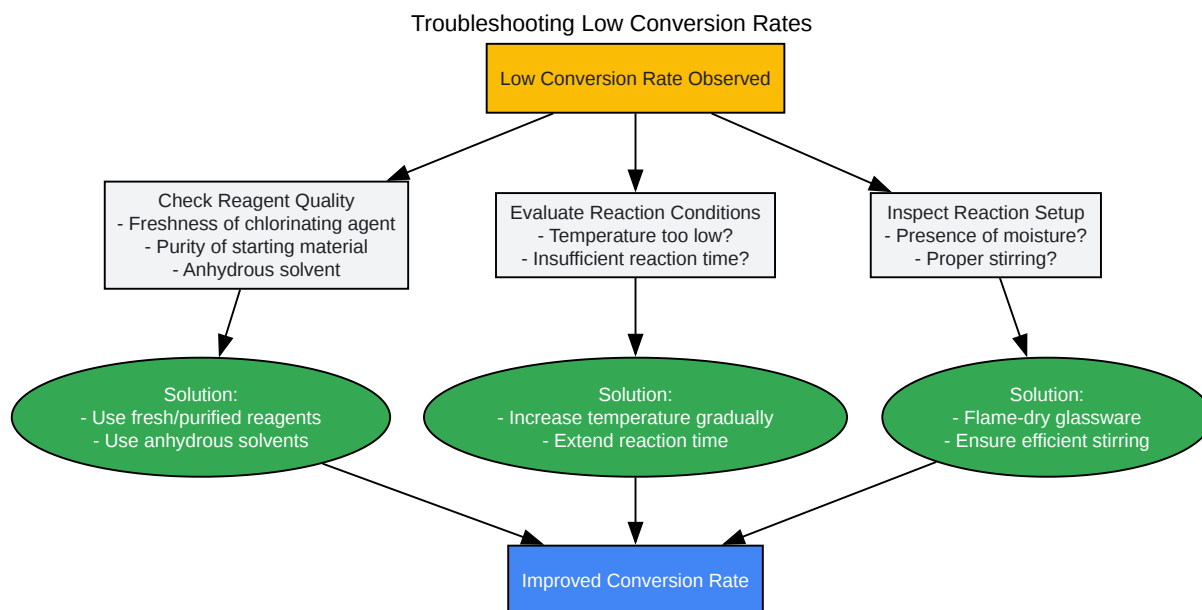 Troubleshooting Low Conversion Rates
Low Conversion Rate Observed
Check Reagent Quality
- Freshness of chlorinating agent
- Purity of starting material
- Anhydrous solvent
Evaluate Reaction Conditions
- Temperature too low?
- Insufficient reaction time?
Inspect Reaction Setup
- Presence of moisture?
- Proper stirring?
Solution:
- Use fresh/purified reagents
- Use anhydrous solvents
Solution:
- Increase temperature gradually
- Extend reaction time
Solution:
- Flame-dry glassware
- Ensure efficient stirring
Improved Conversion Rate